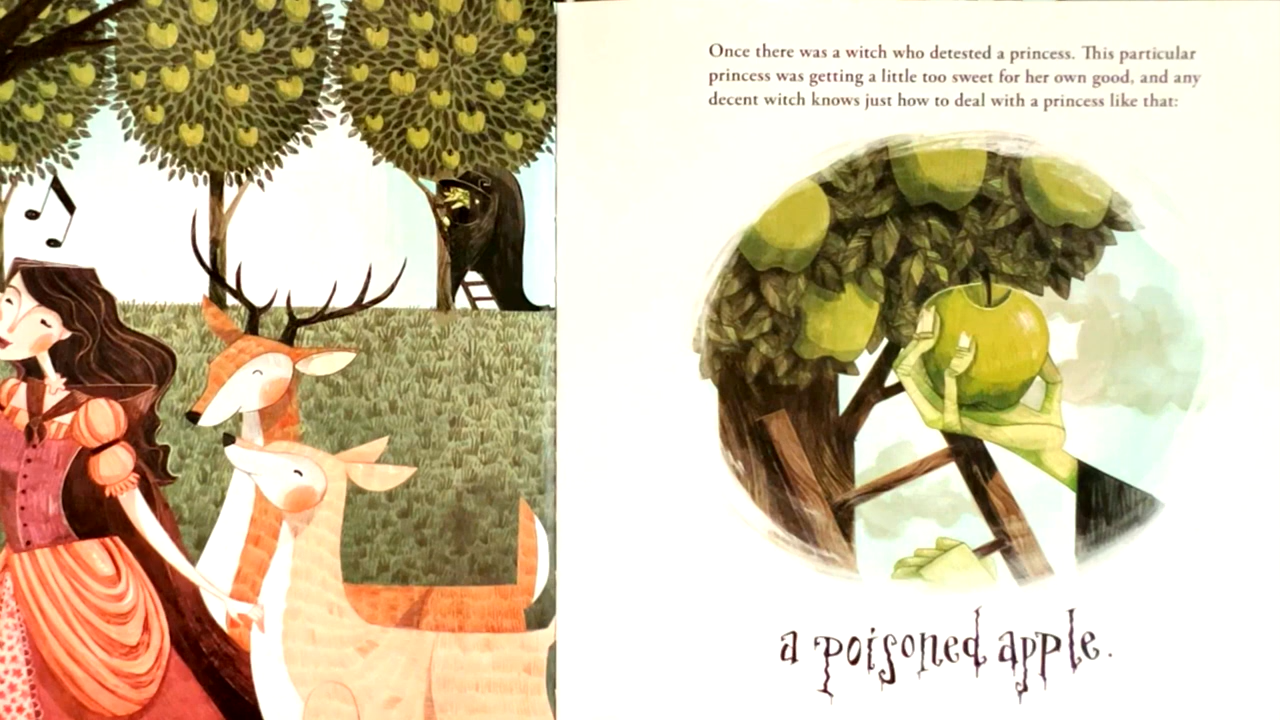 Once there was a witch who detested a princess. This particular
princess was getting a little too sweet for her own good, and any
decent witch knows just how to deal with a princess like that:
a poisoned apple.